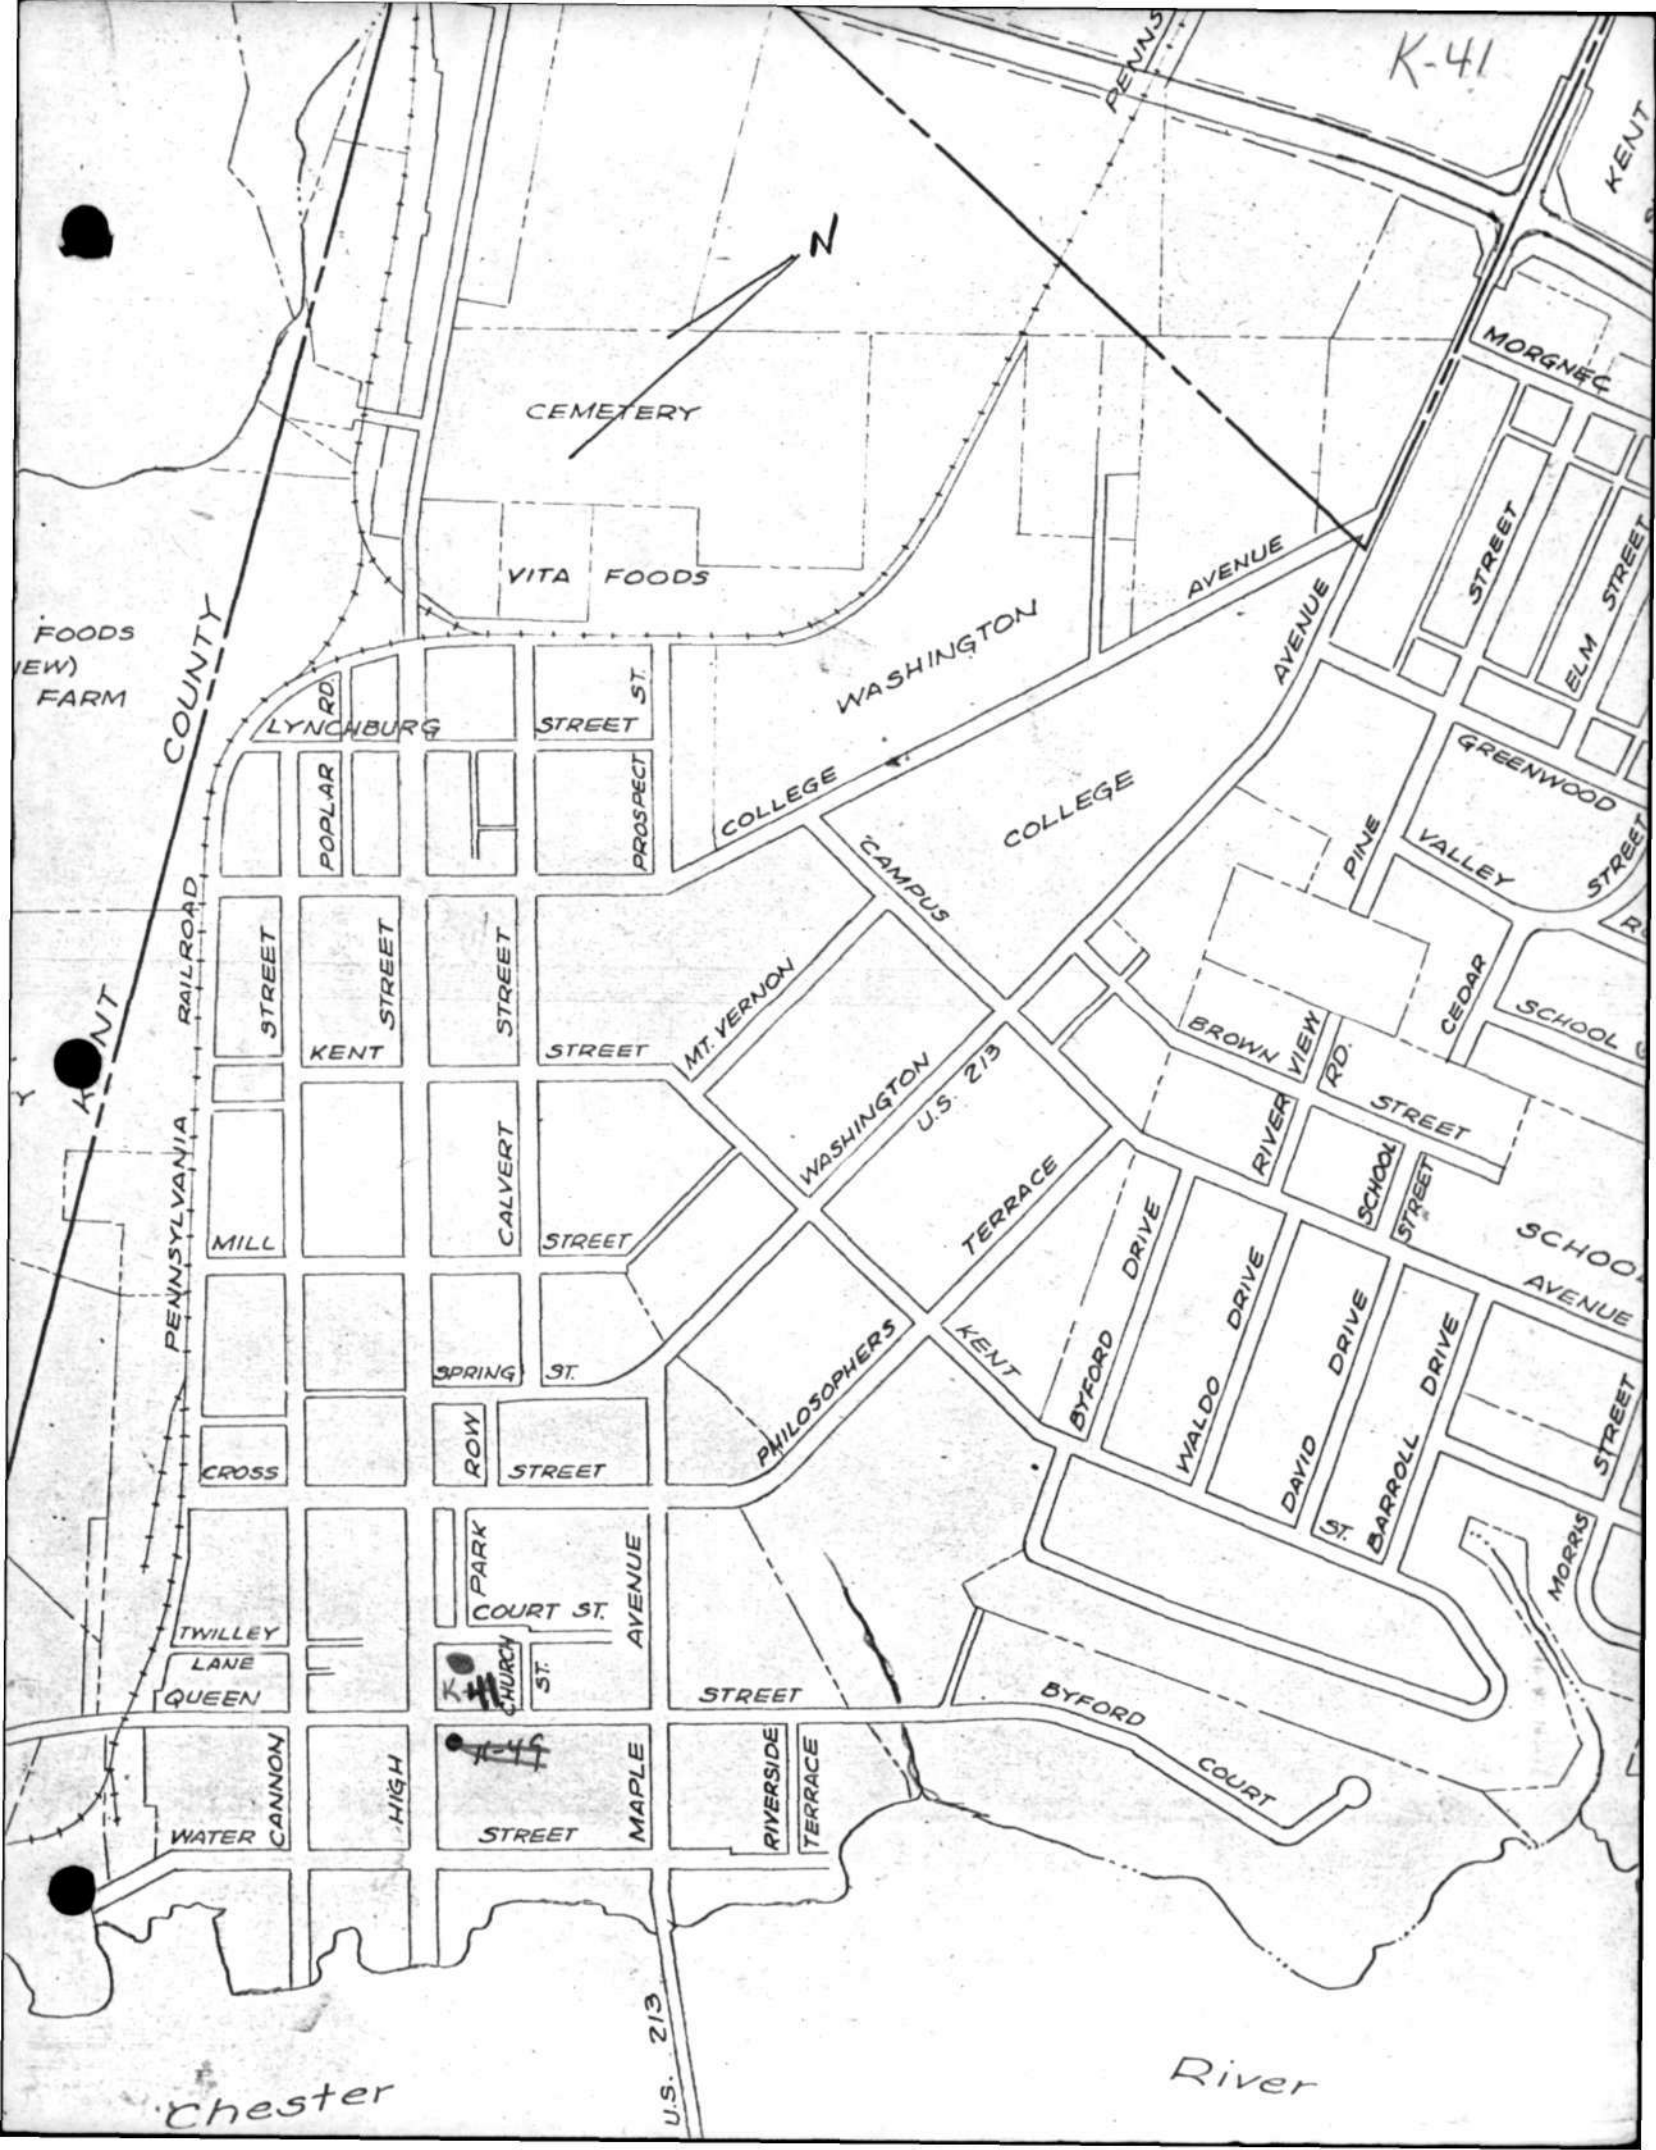 PENNS
K-41
KENT
N
MORGNEC
CEMETERY
STREET
STREET
ELM
AVENUE
VITA FOODS
FOODS
FARM
COUNTY
WASHINGTON
AVENUE
RD.
ST.
LYNCHBURG STREET
GREENWOOD
POPLAR
PROSPECT
COLLEGE
COLLEGE
CAMPUS
PINE
VALLEY
STREET
RAILROAD
STREET
STREET
STREET
MT. VERNON
CEDAR
SCHOOL
BROWN
VIEW
RD.
KENT STREET
WASHINGTON
U.S. 213
STREET
RIVER
PENNSYLVANIA
CALVERT
SCHOOL
STREET
MILL STREET
TERRACE
DRIVE
DRIVE
AVENUE
DRIVE
DRIVE
SPRING ST.
PHILOSOPHERS
KENT
BYFORD
WALDO
DAVID
BARROLL
STREET
CROSS
ROW
STREET
ST.
PARK
COURT ST.
AVENUE
MORRIS
TWILLEY
LANE
QUEEN
CHURCH
ST.
STREET
BYFORD
COURT
CANNON
HIGH
MAPLE
RIVERSIDE
TERRACE
WATER STREET
U.S. 213
Chester River